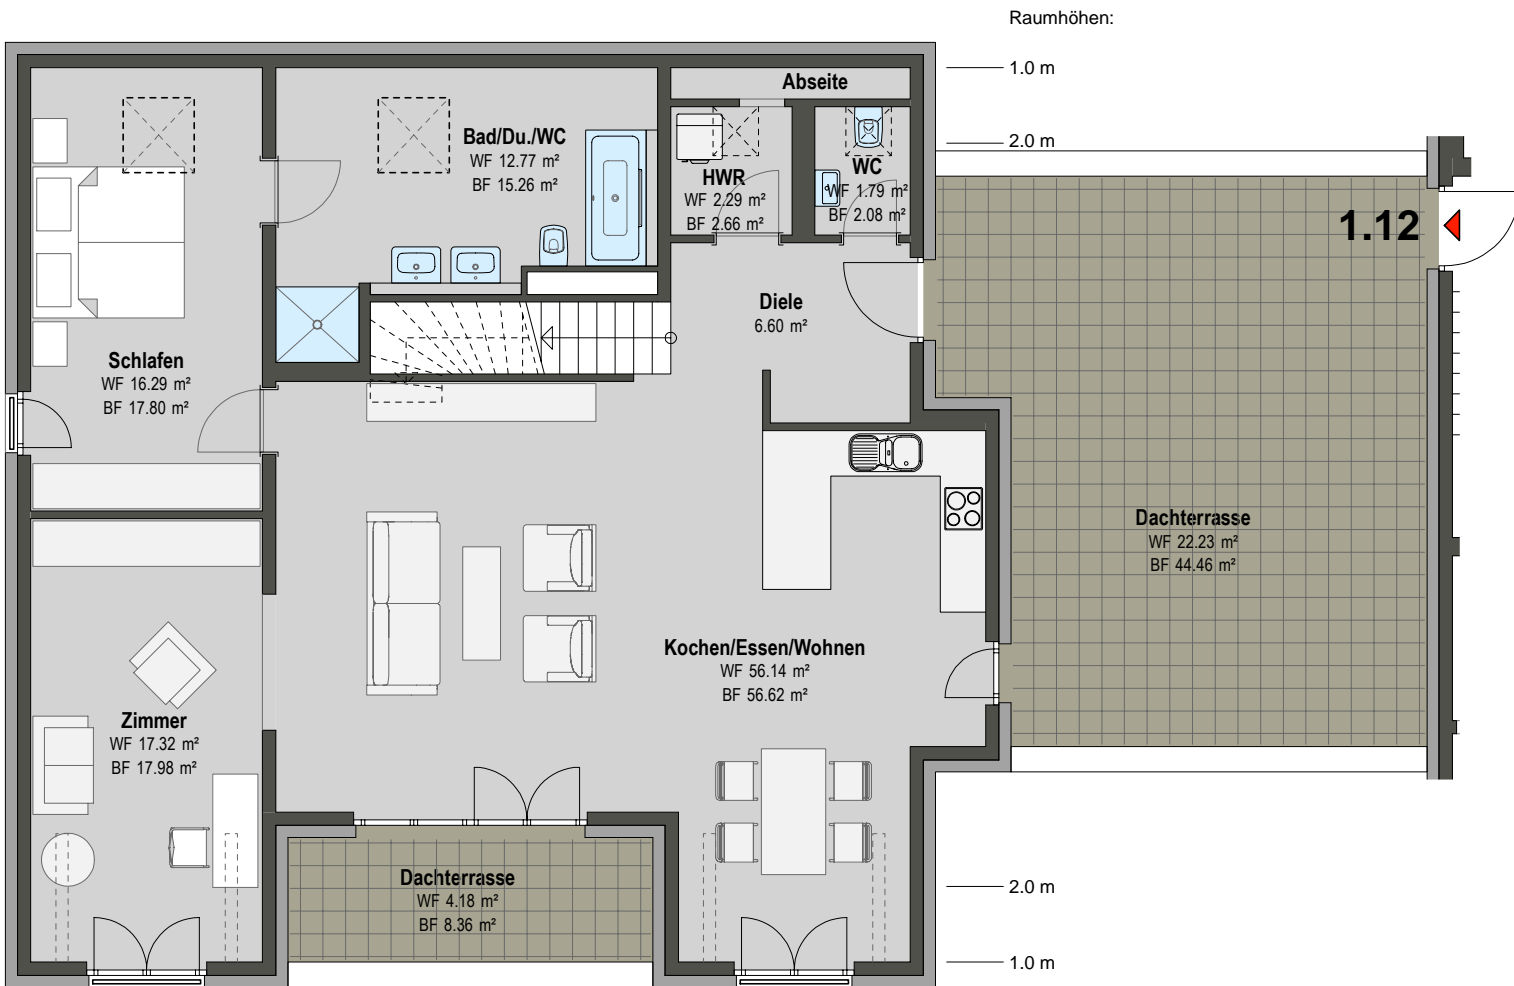 Raumhöhen:
1.0 m
Abseite
2.0 m
Bad/Du./WC
WF 12.77 m²
BF 15.26 m²
HWR
WF 2.29 m²
BF 2.66 m²
WC
WF 1.79 m²
BF 2.08 m²
1.12
Diele
6.60 m²
Schlafen
WF 16.29 m²
BF 17.80 m²
Dachterrasse
WF 22.23 m²
BF 44.46 m²
Kochen/Essen/Wohnen
WF 56.14 m²
BF 56.62 m²
Zimmer
WF 17.32 m²
BF 17.98 m²
Dachterrasse
WF 4.18 m²
BF 8.36 m²
2.0 m
1.0 m